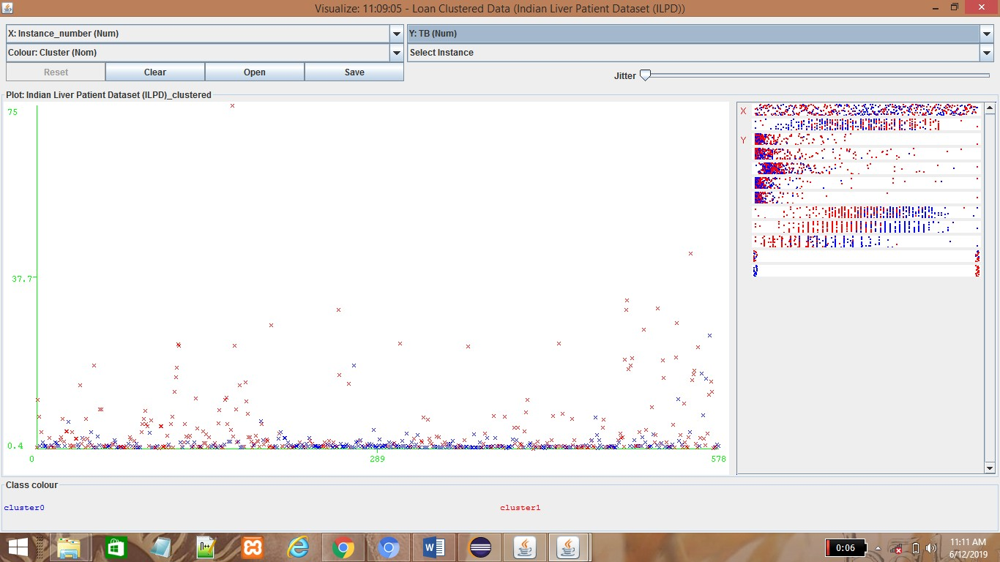 Visualize: 11:09:05 - Loan Clustered Data (Indian Liver Patient Dataset (ILPD))
X: Instance_number (Num)
Y: TB (Num)
Colour: Cluster (Nom)
Select Instance
Reset
Clear
Open
Save
Jitter
Plot: Indian Liver Patient Dataset (ILPD)_clustered
75
37.7
0.4
0
289
578
X
Y
Class colour
cluster0
cluster1
0:06
11:11 AM
6/12/2019